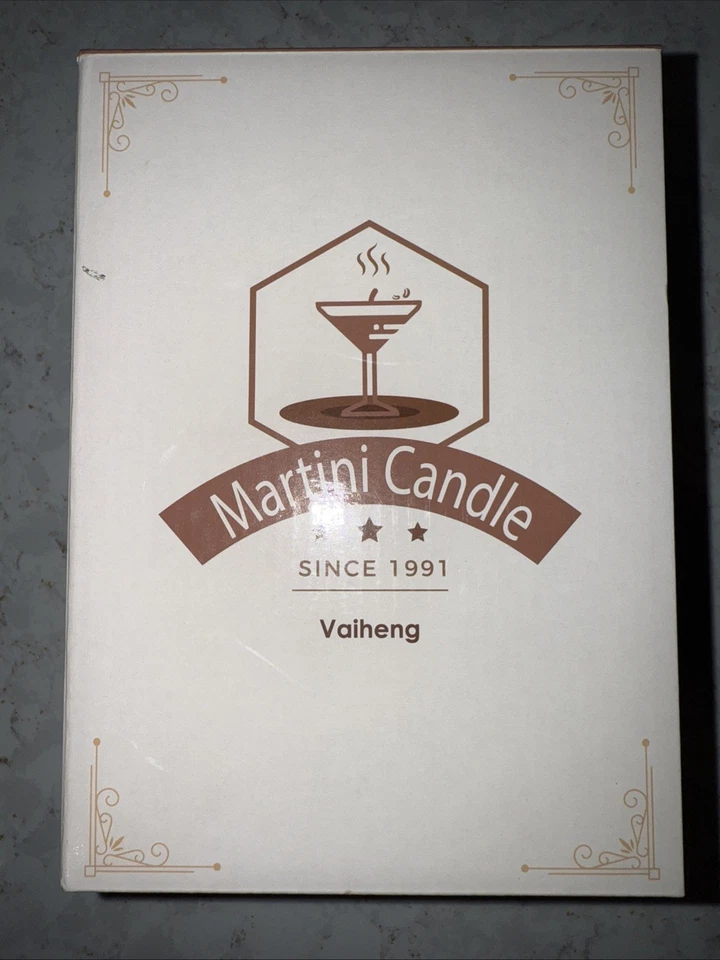 Martini Candle
SINCE 1991
Vaiheng